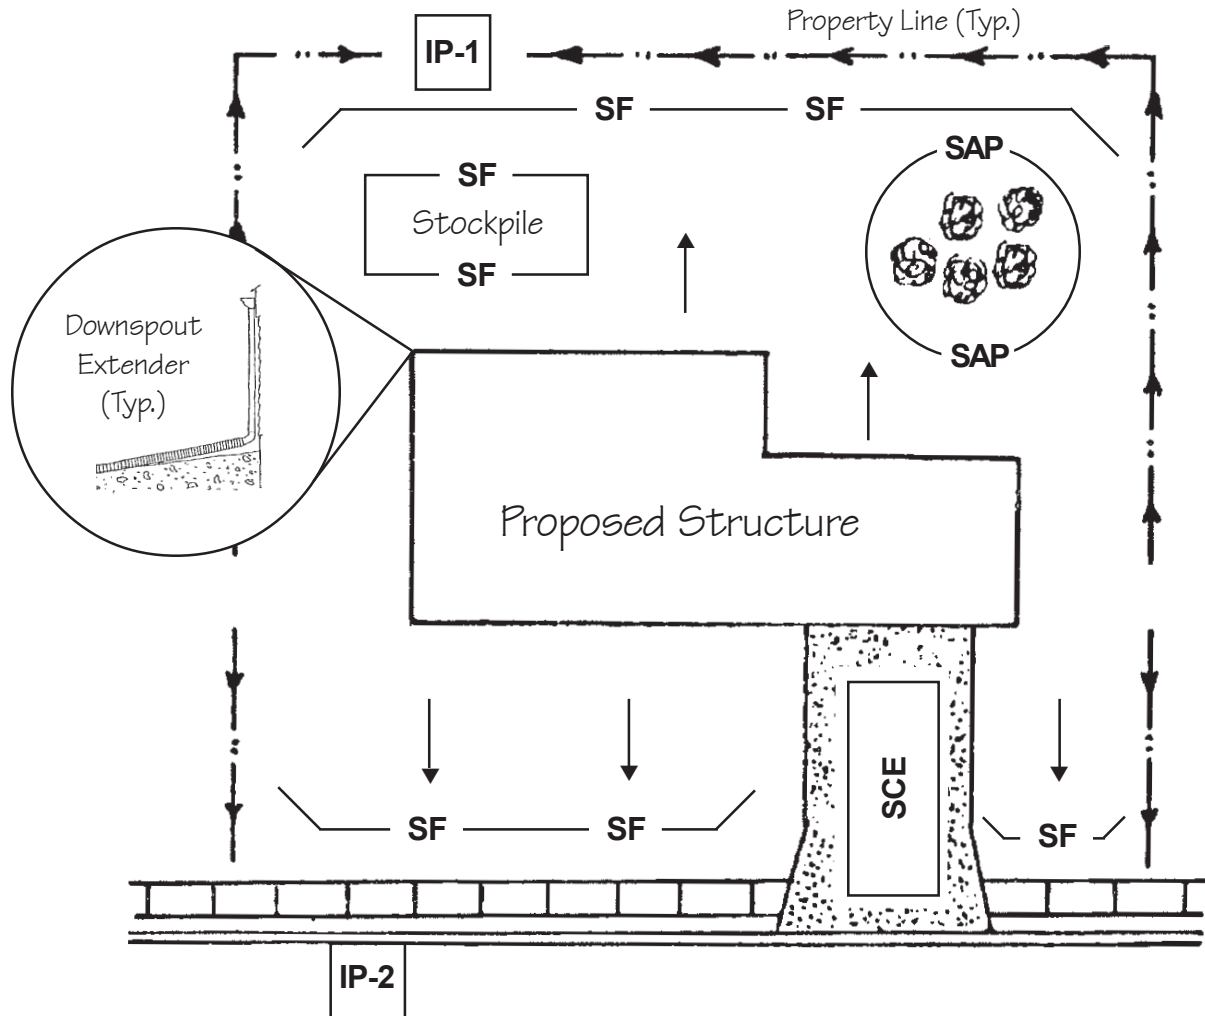 Property Line (Typ.)
IP-1
SF SF
SAP
SF
Stockpile
SF
SAP
Downspout
Extender
(Typ.)
Proposed Structure
SCE
SF SF SF
IP-2